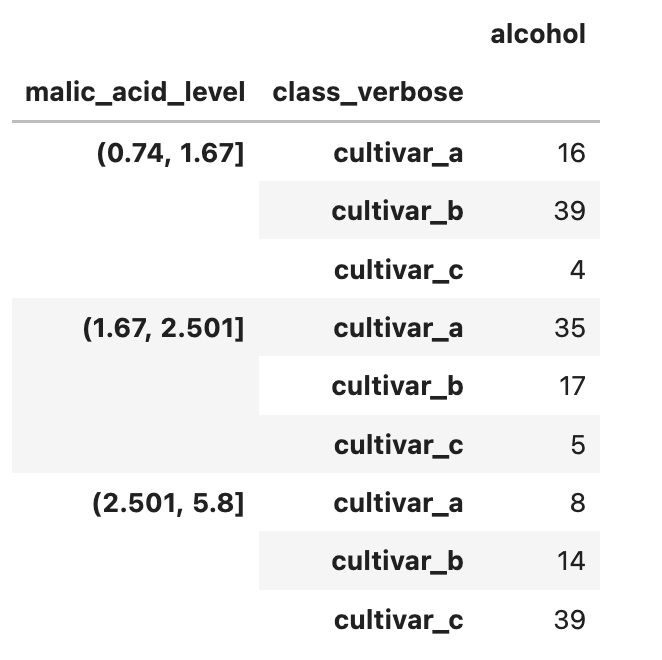 alcohol
malic_acid_level class_verbose
(0.74, 1.67] cultivar_a 16
cultivar_b 39
cultivar_c 4
(1.67, 2.501] cultivar_a 35
cultivar_b 17
cultivar_c 5
(2.501, 5.8] cultivar_a 8
cultivar_b 14
cultivar_c 39